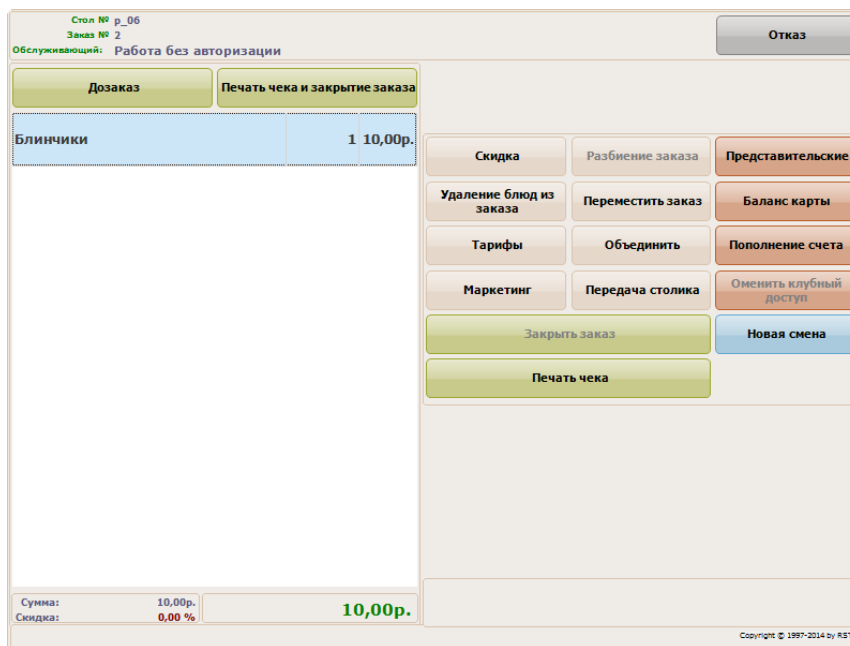 Стол № р_06
Заказ № 2
Обслуживающий: Работа без авторизации
Отказ
Дозаказ
Печать чека и закрытие заказа
Блинчики 1 10,00р.
Скидка
Разбиение заказа
Представительские
Удаление блюд из
заказа
Переместить заказ
Баланс карты
Тарифы
Объединить
Пополнение счета
Маркетинг
Передача столика
Оменить клубный
доступ
Закрыть заказ
Новая смена
Печать чека
Сумма: 10,00р.
Скидка: 0,00 %
10,00р.
Copyright © 1997-2014 by RST